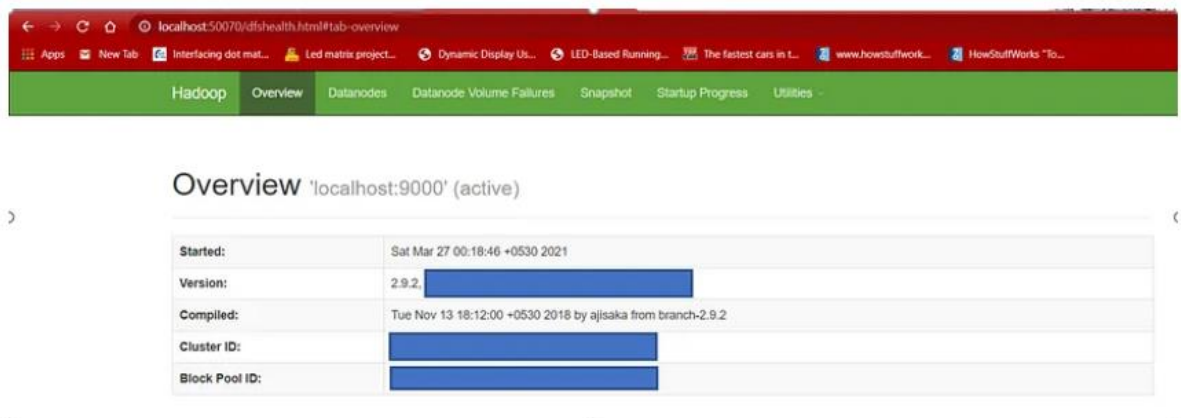 localhost:50070/dfshealth.html#tab-overview
Apps New Tab Interfacing dot mat... Led matrix project... Dynamic Display Us... LED-Based Running... The fastest cars in t... www.howstuffwork... HowStuffWorks "To...
Hadoop Overview Datanodes Datanode Volume Failures Snapshot Startup Progress Utilities
Overview 'localhost:9000' (active)
Started: Sat Mar 27 00:18:46 +0530 2021
Version: 2.9.2,
Compiled: Tue Nov 13 18:12:00 +0530 2018 by ajisaka from branch-2.9.2
Cluster ID:
Block Pool ID: